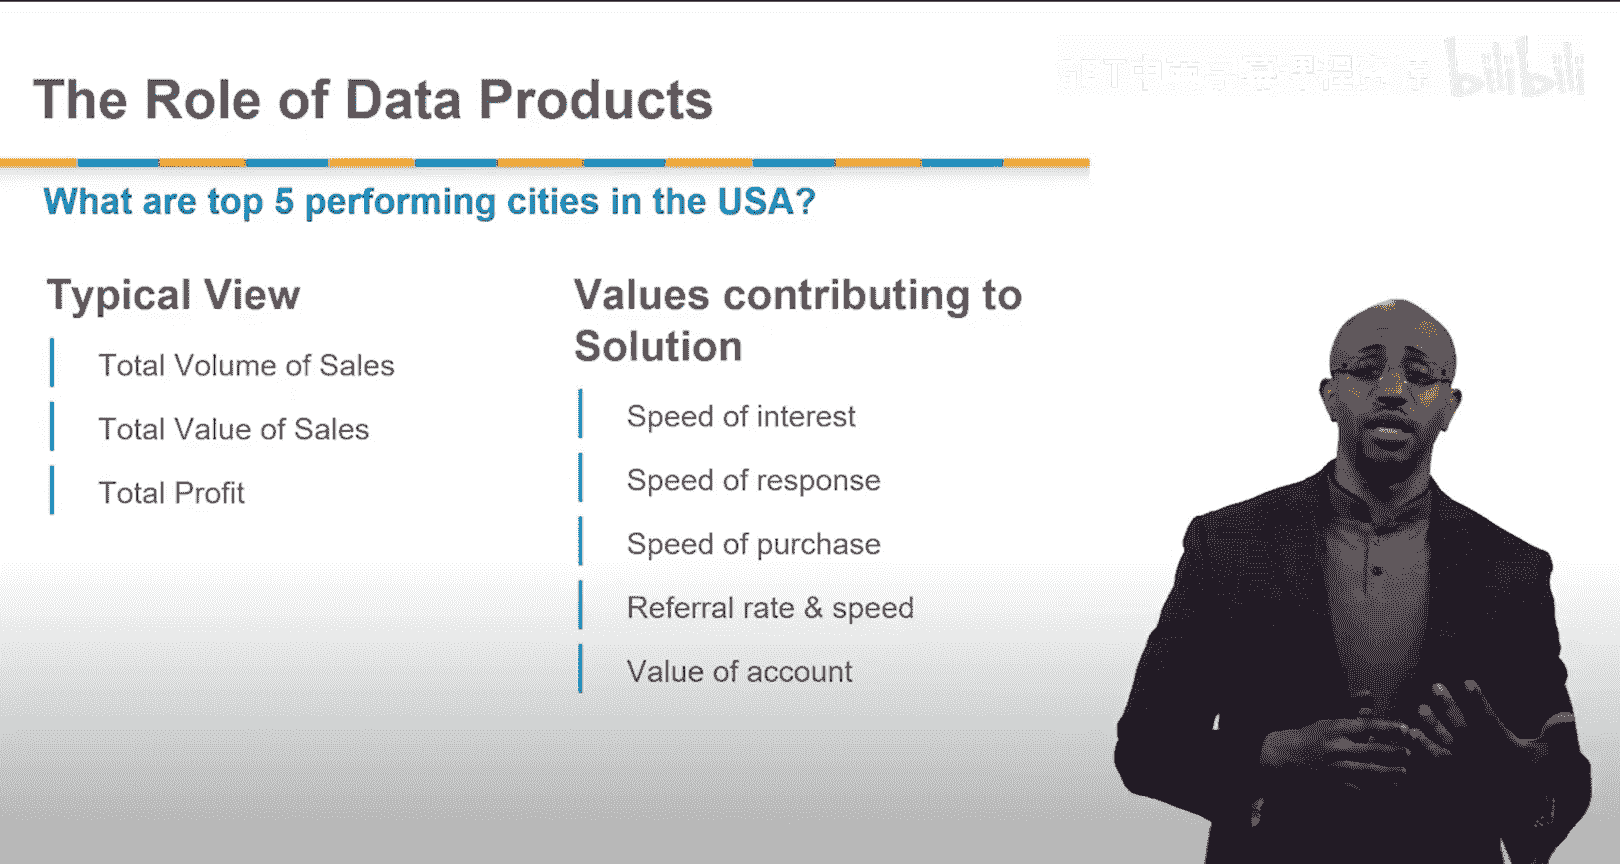 The Role of Data Products
bilibili
What are top 5 performing cities in the USA?
Typical View
Total Volume of Sales
Total Value of Sales
Total Profit
Values contributing to
Solution
Speed of interest
Speed of response
Speed of purchase
Referral rate & speed
Value of account